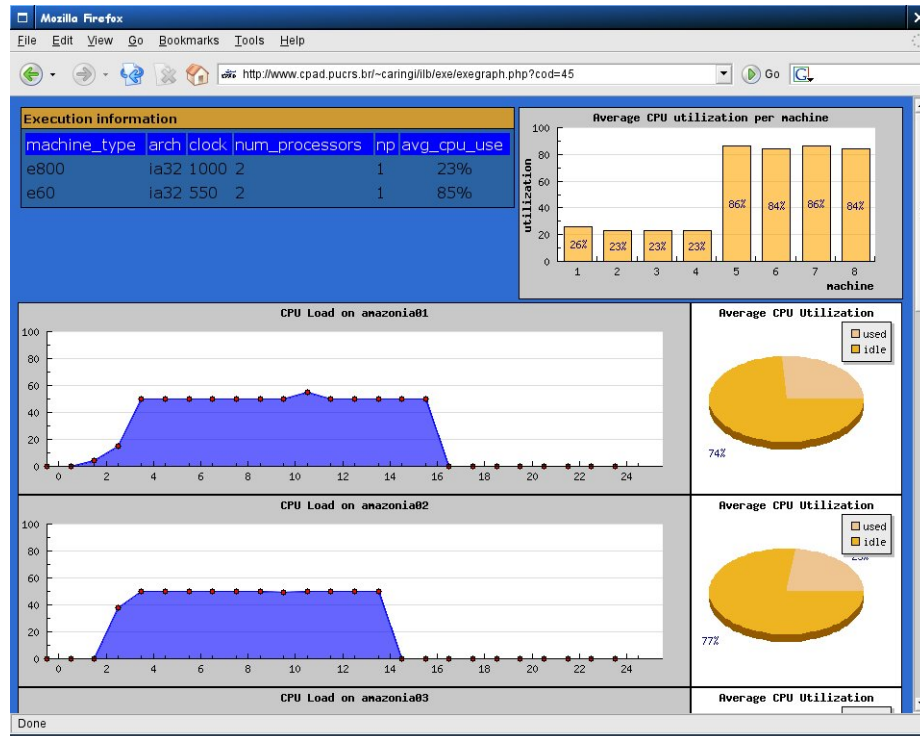 Mozilla Firefox
File Edit View Go Bookmarks Tools Help
http://www.cpad.pucrs.br/~caringi/ilb/exe/exegraph.php?cod=45
Go
G
Execution information
machine_type arch clock num_processors np avg_cpu_use
e800 ia32 1000 2 1 23%
e60 ia32 550 2 1 85%
Average CPU utilization per machine
utilization
100
80
60
40
20
0
26% 23% 23% 23% 86% 84% 86% 84%
1 2 3 4 5 6 7 8
machine
CPU Load on amazonia01
100
80
60
40
20
0
0 2 4 6 8 10 12 14 16 18 20 22 24
Average CPU Utilization
used
idle
74%
CPU Load on amazonia02
100
80
60
40
20
0
0 2 4 6 8 10 12 14 16 18 20 22 24
Average CPU Utilization
used
idle
77%
CPU Load on amazonia03
Average CPU Utilization
Done